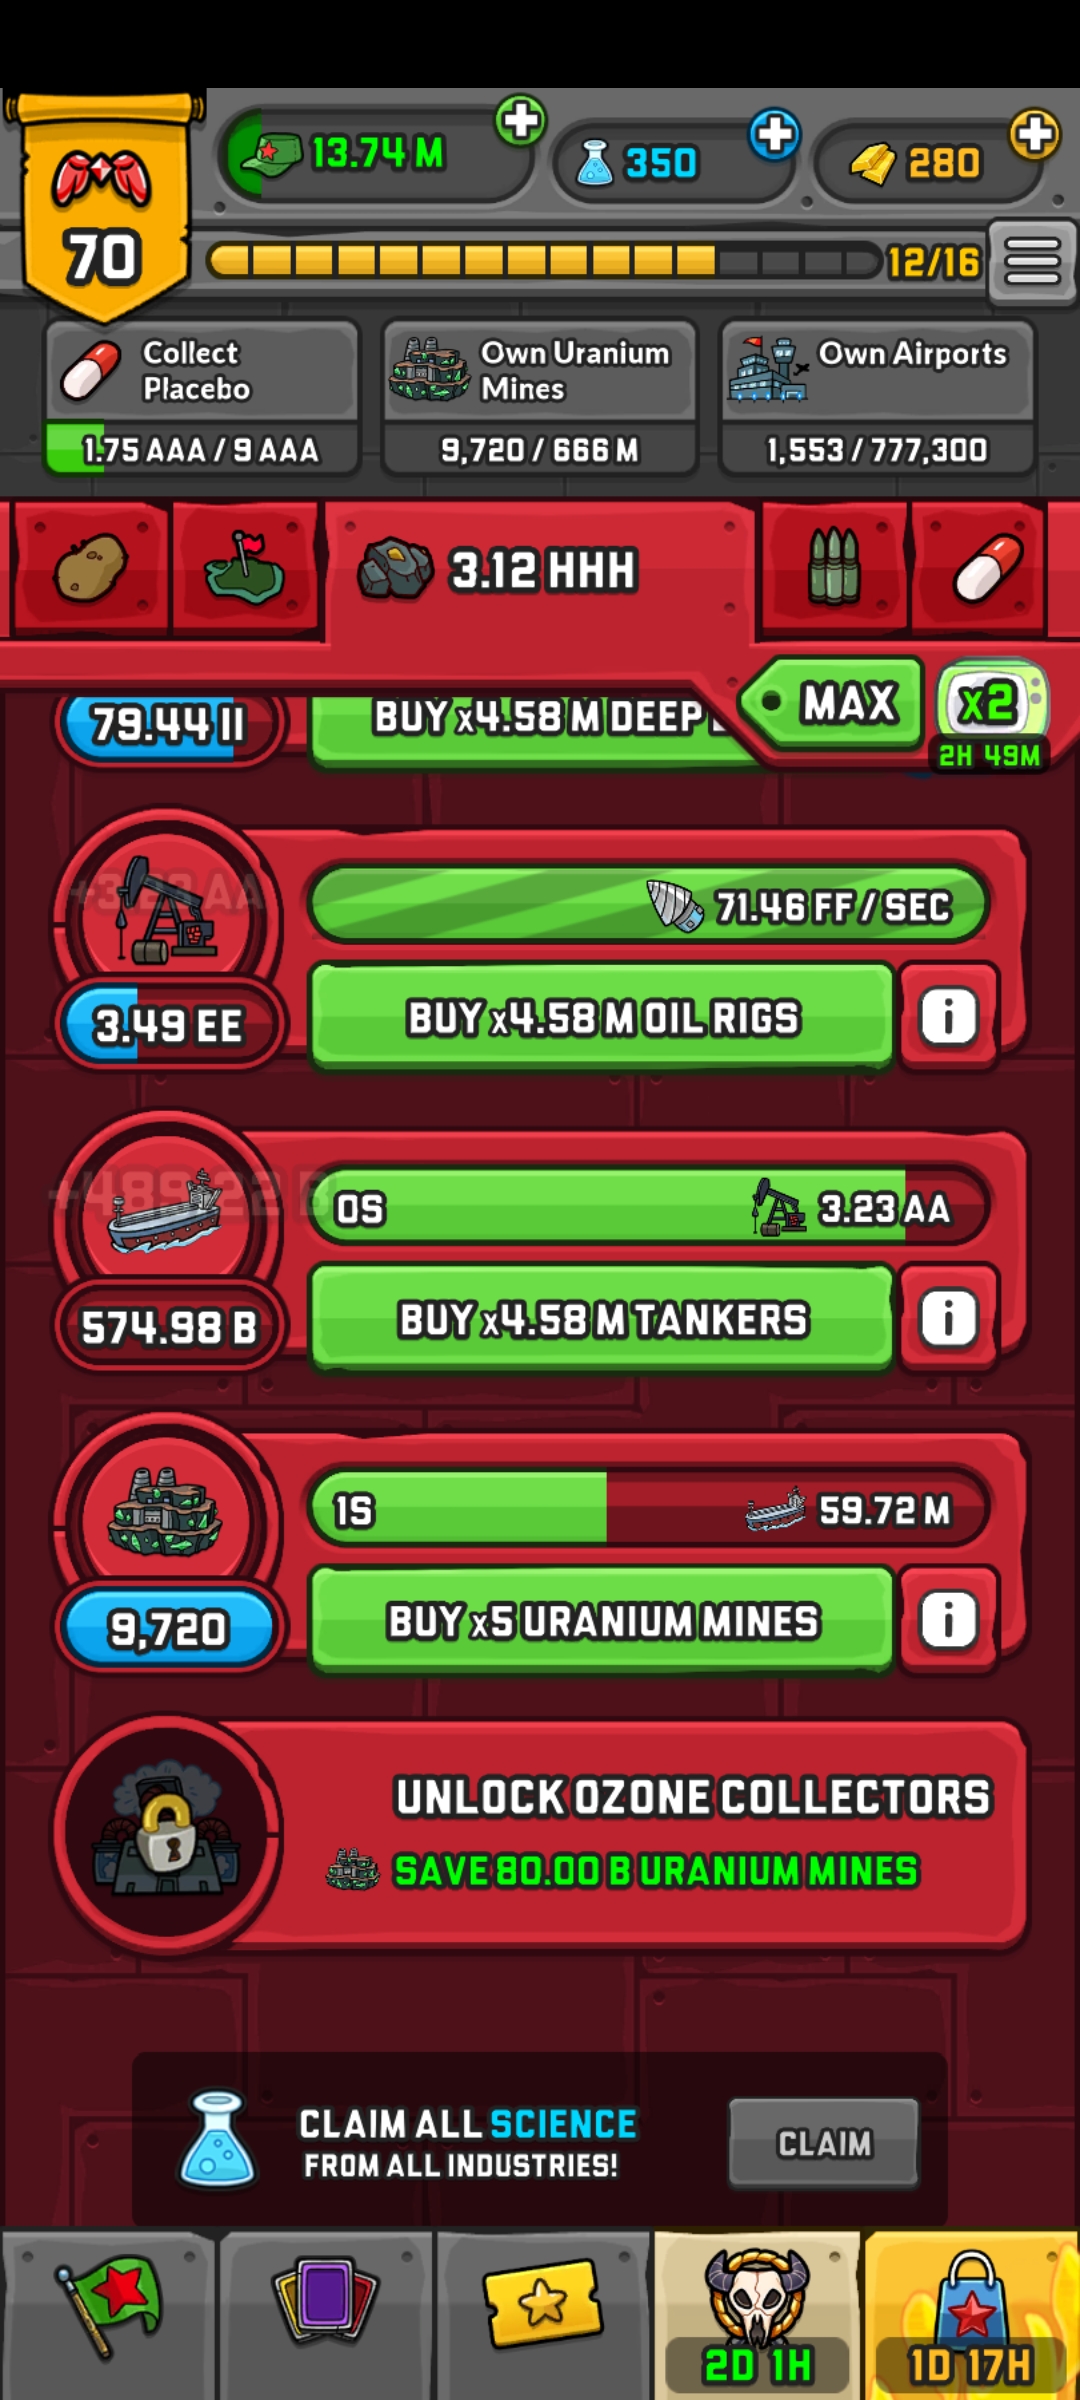 13.74 M
350
280
70
12/16
Collect
Placebo
Own Uranium
Mines
Own Airports
1.75 AAA / 9 AAA
9,720 / 666 M
1,553 / 777,300
3.12 HHH
MAX
x2
2H 49M
79.44 II
BUY x4.58 M DEEP
71.46 FF / SEC
3.49 EE
BUY x4.58 M OIL RIGS
i
+489.22 B
0S
3.23 AA
574.98 B
BUY x4.58 M TANKERS
i
1S
59.72 M
9,720
BUY x5 URANIUM MINES
i
UNLOCK OZONE COLLECTORS
SAVE 80.00 B URANIUM MINES
CLAIM ALL SCIENCE
FROM ALL INDUSTRIES!
CLAIM
2D 1H
1D 17H